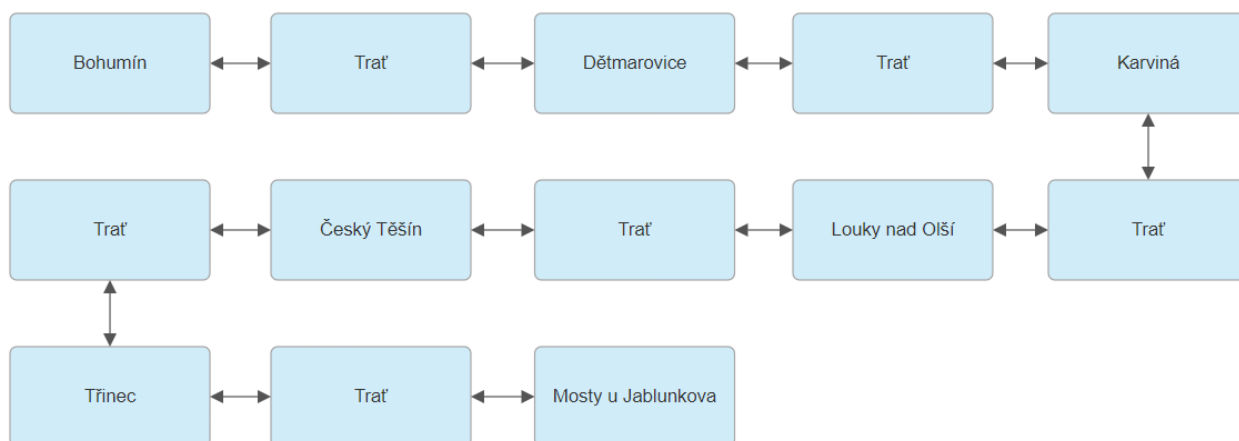 Bohumín
Trať
Dětmarovice
Trať
Karviná
Trať
Český Těšín
Trať
Louky nad Olší
Trať
Třinec
Trať
Mosty u Jablunkova